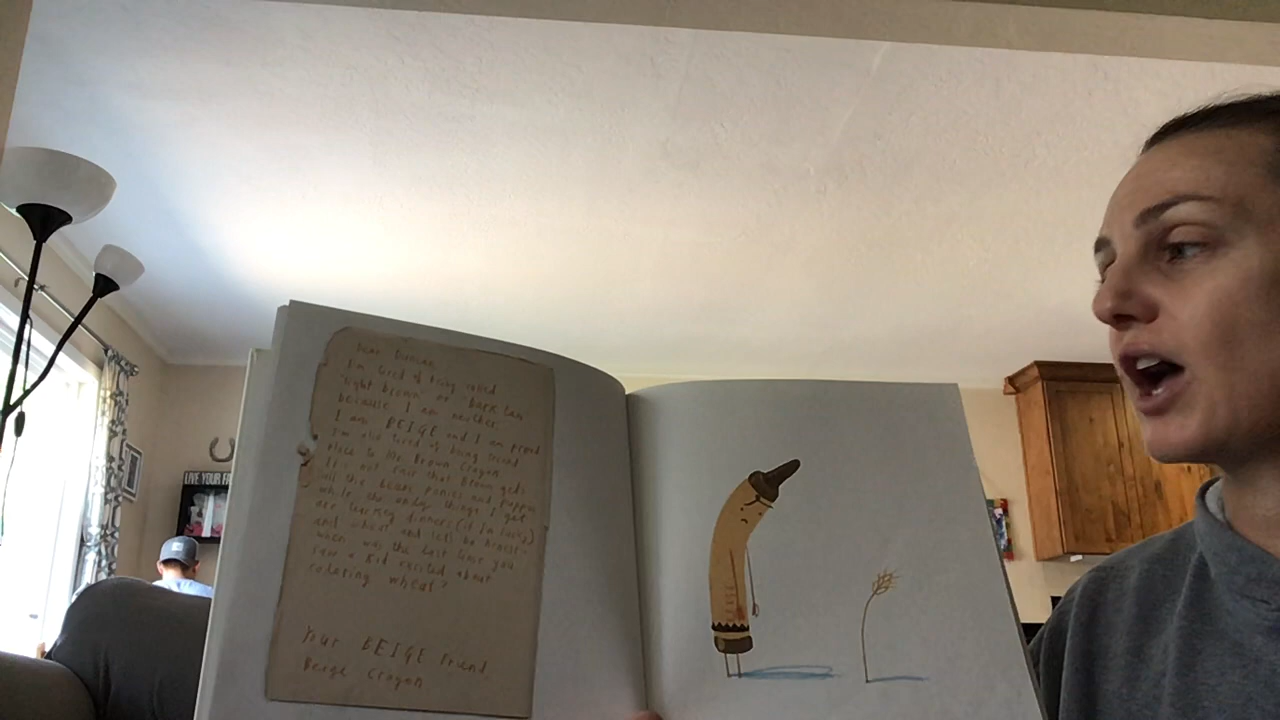 LIVE YOUR FA
Dear Duncan,
I'm tired of being called
"light brown" or "dark tan"
because I am neither.
I am BEIGE and I am proud
I'm also tired of being second
place to Mr. Brown Crayon
It's not fair that Brown gets
all the bears, ponies and puppies
while the only things I get
are turkey dinners (if I'm lucky)
and wheat, and let's be honest-
when was the last time you
saw a kid excited about
coloring wheat?
Your BEIGE friend,
Beige Crayon